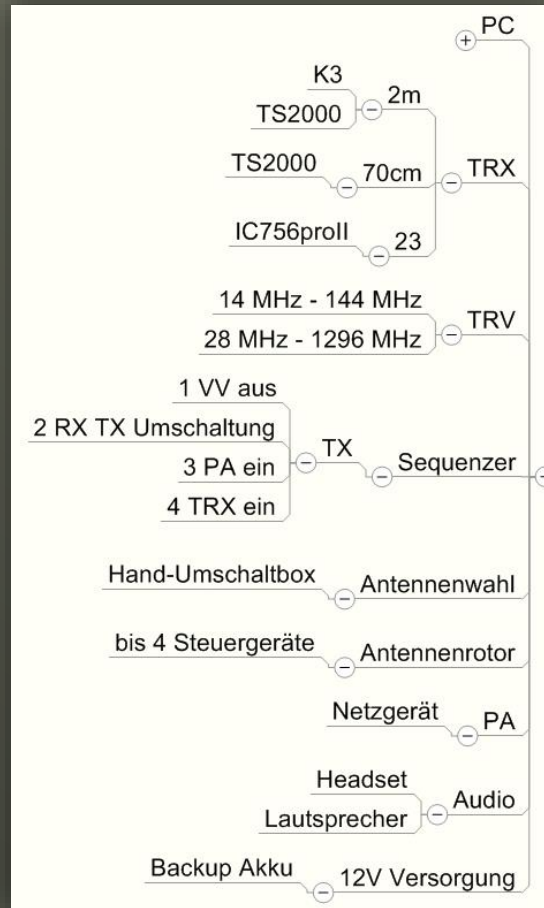 PC
K3
2m
TS2000
TS2000
70cm
TRX
IC756proII
23
14 MHz - 144 MHz
TRV
28 MHz - 1296 MHz
1 VV aus
2 RX TX Umschaltung
TX
Sequenzer
3 PA ein
4 TRX ein
Hand-Umschaltbox
Antennenwahl
bis 4 Steuergeräte
Antennenrotor
Netzgerät
PA
Headset
Audio
Lautsprecher
Backup Akku
12V Versorgung